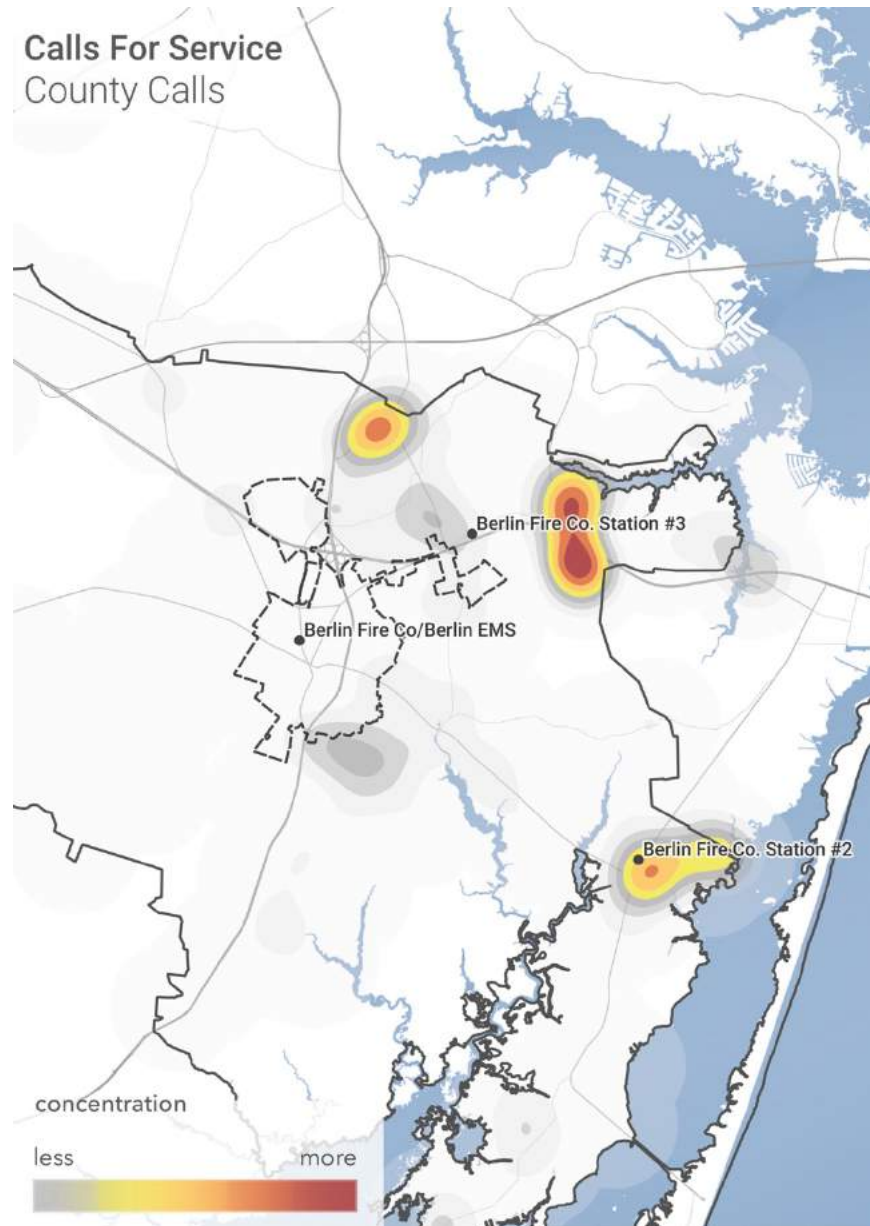 Calls For Service
County Calls
Berlin Fire Co. Station #3
Berlin Fire Co/Berlin EMS
Berlin Fire Co. Station #2
concentration
less more